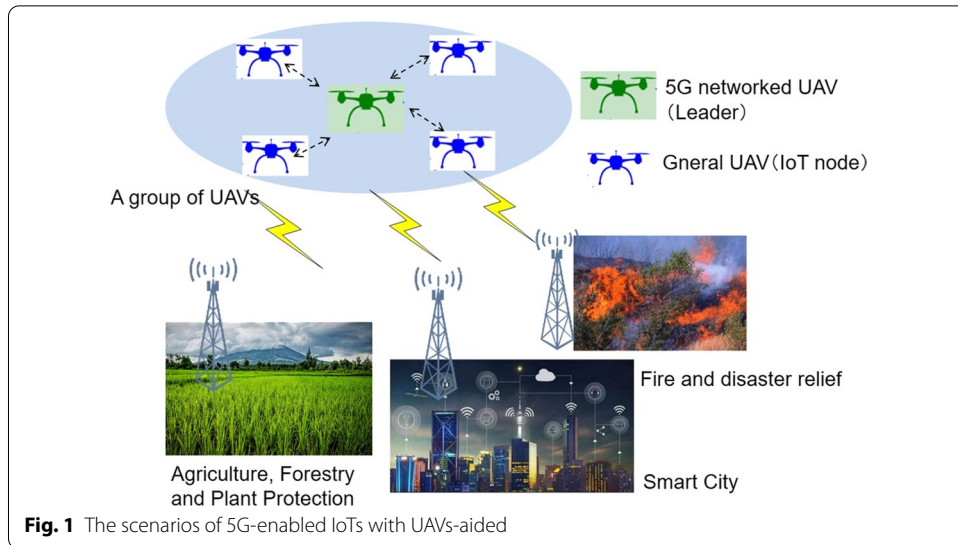 5G networked UAV
(Leader)
Gneral UAV(IoT node)
A group of UAVs
Fire and disaster relief
Agriculture, Forestry
and Plant Protection
Smart City
Fig. 1 The scenarios of 5G-enabled IoTs with UAVs-aided